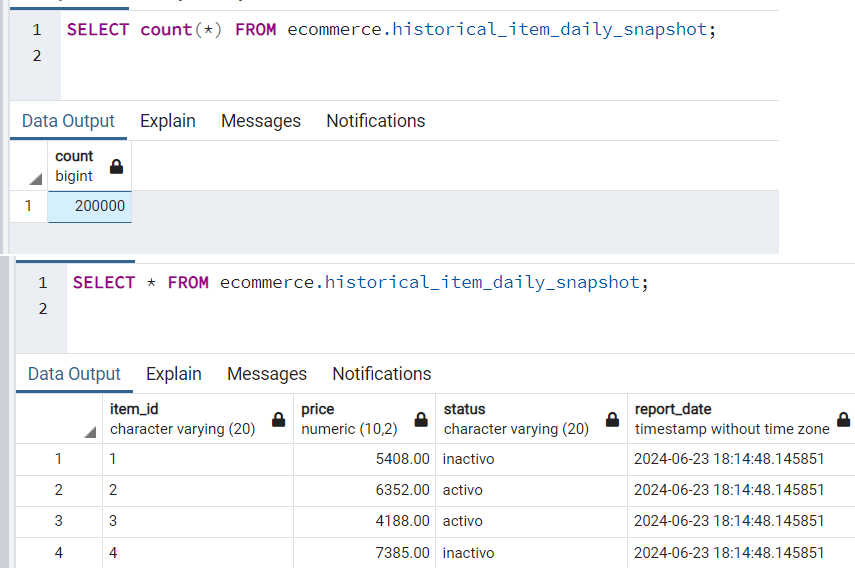 1 SELECT count(*) FROM ecommerce.historical_item_daily_snapshot;
2
Data Output Explain Messages Notifications
count
bigint
1 200000
1 SELECT * FROM ecommerce.historical_item_daily_snapshot;
2
Data Output Explain Messages Notifications
item_id price status report_date
character varying (20) numeric (10,2) character varying (20) timestamp without time zone
1 1 5408.00 inactivo 2024-06-23 18:14:48.145851
2 2 6352.00 activo 2024-06-23 18:14:48.145851
3 3 4188.00 activo 2024-06-23 18:14:48.145851
4 4 7385.00 inactivo 2024-06-23 18:14:48.145851